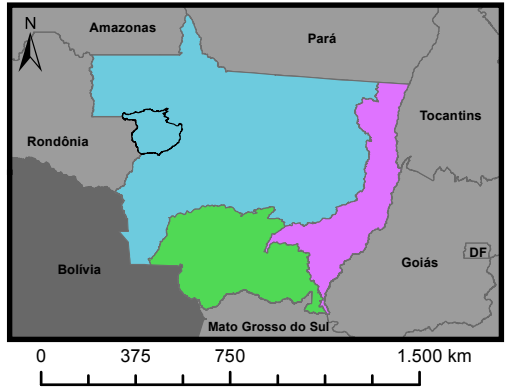 N
Amazonas
Pará
Tocantins
Rondônia
Goiás
DF
Bolívia
Mato Grosso do Sul
0 375 750 1.500 km